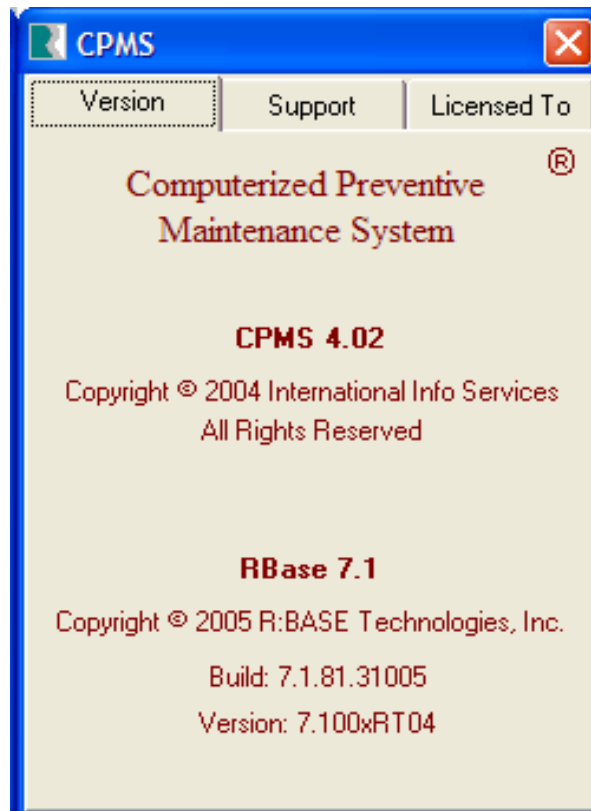 CPMS
Version Support Licensed To
®
Computerized Preventive
Maintenance System
CPMS 4.02
Copyright © 2004 International Info Services
All Rights Reserved
RBase 7.1
Copyright © 2005 R:BASE Technologies, Inc.
Build: 7.1.81.31005
Version: 7.100xRT04